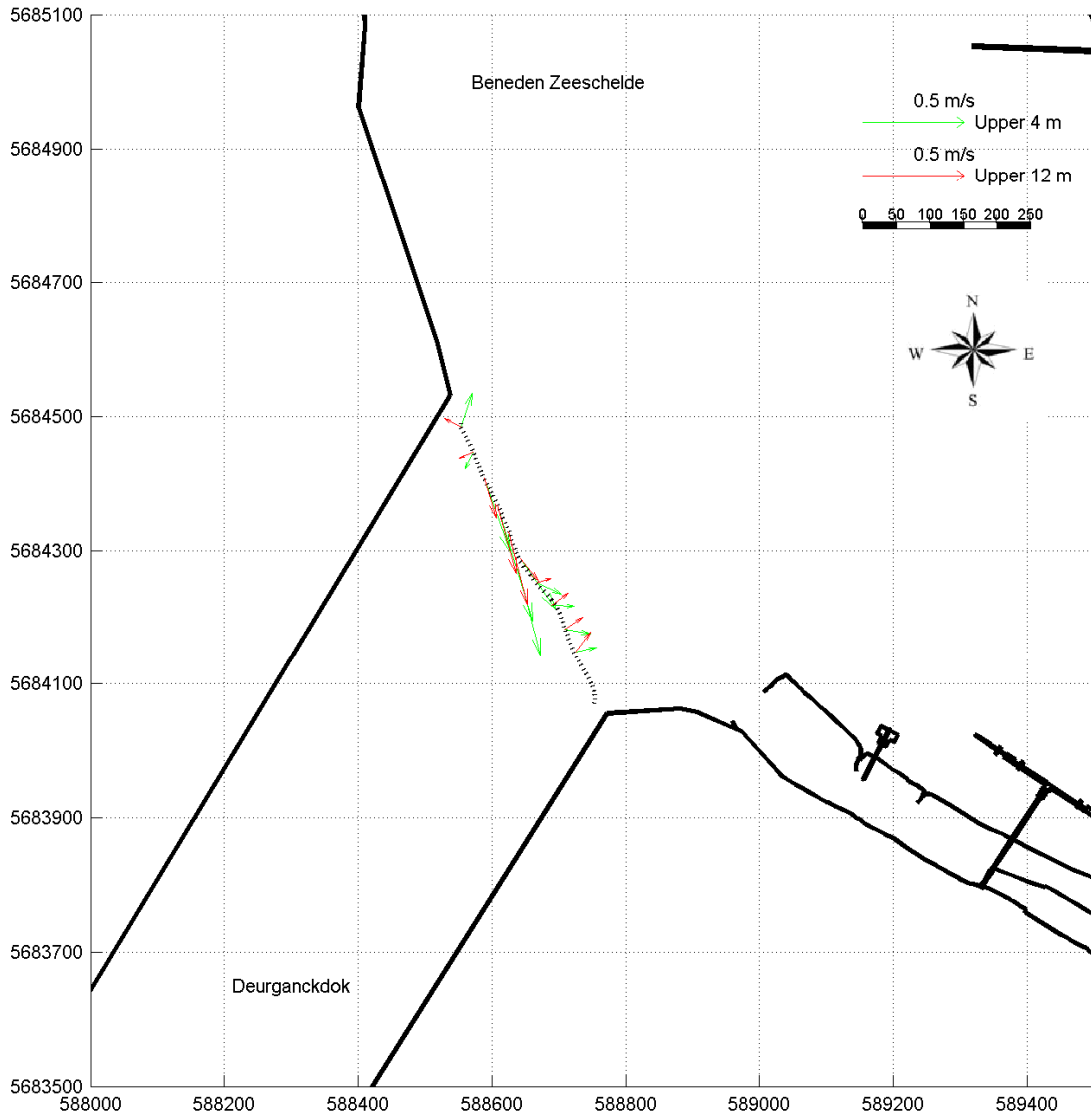 5685100
5684900
5684700
5684500
5684300
5684100
5683900
5683700
5683500
588000 588200 588400 588600 588800 589000 589200 589400
Beneden Zeeschelde
0.5 m/s
Upper 4 m
0.5 m/s
Upper 12 m
0 50 100 150 200 250
N
W E
S
Deurganckdok